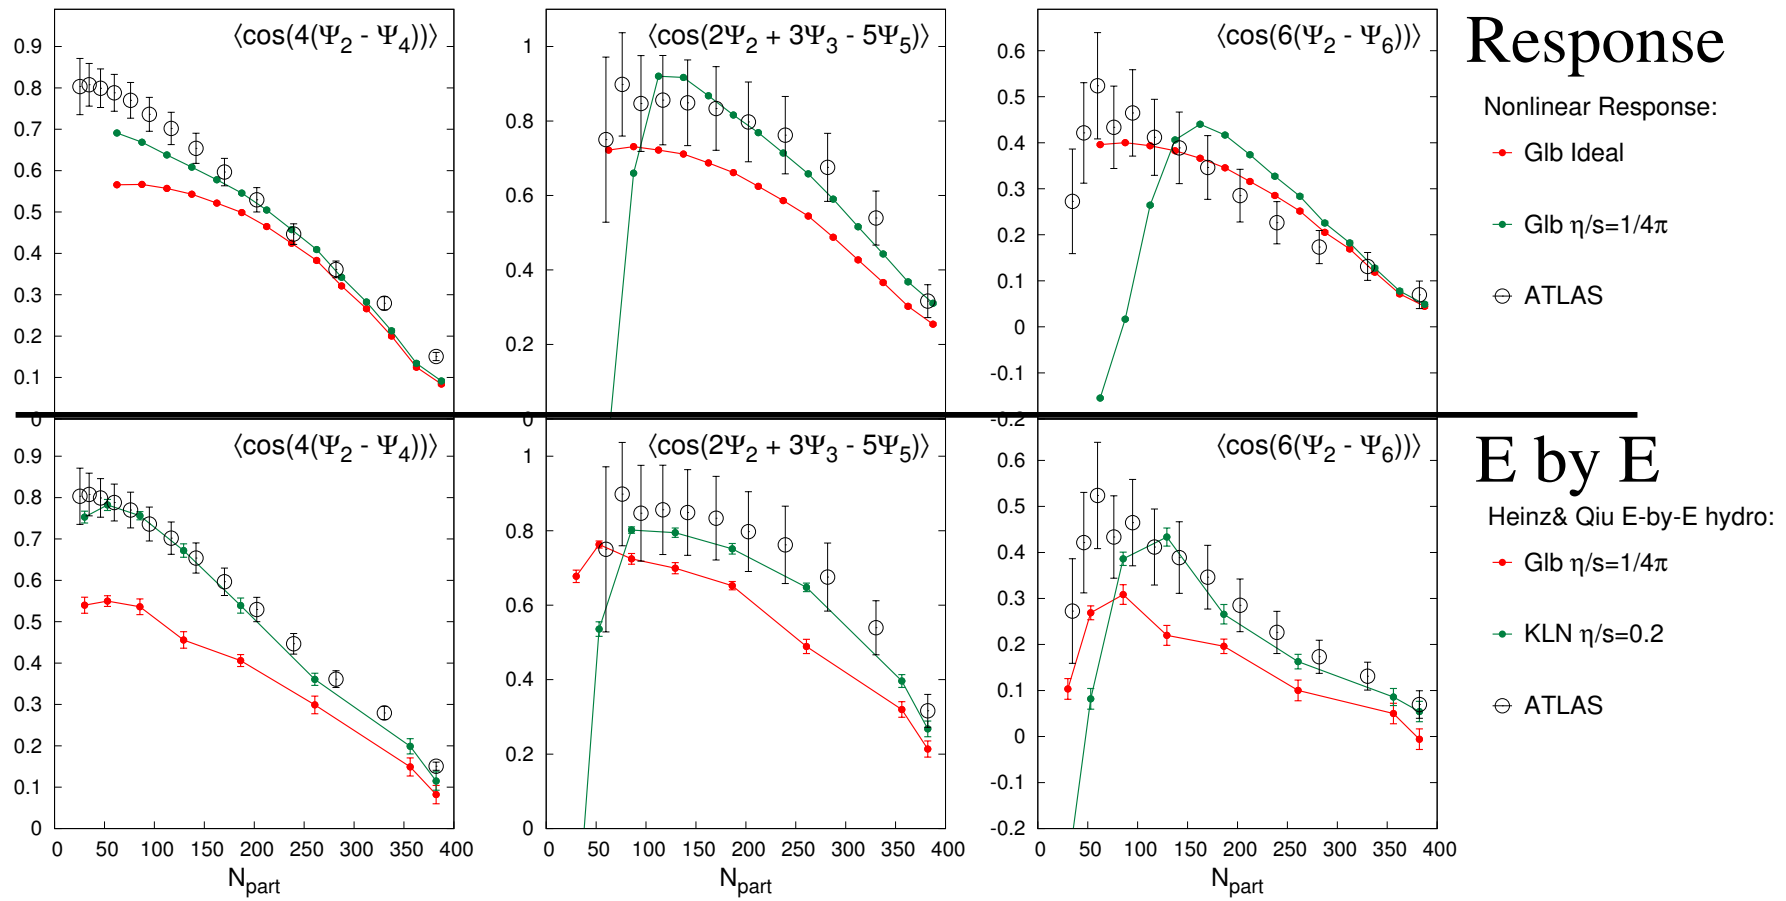 ⟨cos(4(Ψ2 - Ψ4))⟩
0.9
0.8
0.7
0.6
0.5
0.4
0.3
0.2
0.1
⟨cos(2Ψ2 + 3Ψ3 - 5Ψ5)⟩
1
0.8
0.6
0.4
0.2
⟨cos(6(Ψ2 - Ψ6))⟩
0.6
0.5
0.4
0.3
0.2
0.1
0
-0.1
Response
Nonlinear Response:
Glb Ideal
Glb η/s=1/4π
ATLAS
⟨cos(4(Ψ2 - Ψ4))⟩
0.9
0.8
0.7
0.6
0.5
0.4
0.3
0.2
0.1
0
0 50 100 150 200 250 300 350 400
Npart
⟨cos(2Ψ2 + 3Ψ3 - 5Ψ5)⟩
1
0.8
0.6
0.4
0.2
0
0 50 100 150 200 250 300 350 400
Npart
-0.2
⟨cos(6(Ψ2 - Ψ6))⟩
0.6
0.5
0.4
0.3
0.2
0.1
0
-0.1
-0.2
0 50 100 150 200 250 300 350 400
Npart
E by E
Heinz& Qiu E-by-E hydro:
Glb η/s=1/4π
KLN η/s=0.2
ATLAS